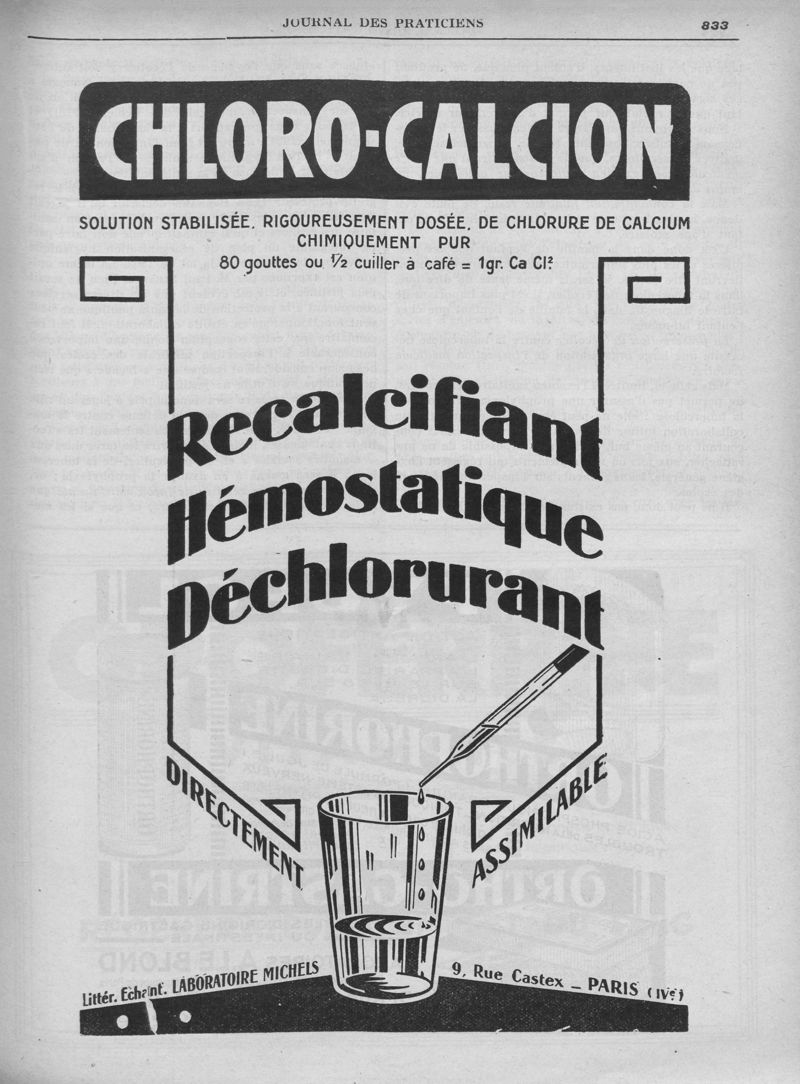 JOURNAL DES PRATICIENS
833
CHLORO-CALCION
SOLUTION STABILISÉE, RIGOUREUSEMENT DOSÉE, DE CHLORURE DE CALCIUM
CHIMIQUEMENT PUR
80 gouttes ou 1/2 cuiller à café = 1gr. Ca Cl²
Recalcifiant
Hémostatique
Déchlorurant
DIRECTEMENT
ASSIMILABLE
Littér. Echant. LABORATOIRE MICHELS
9, Rue Castex _ PARIS (IVe)